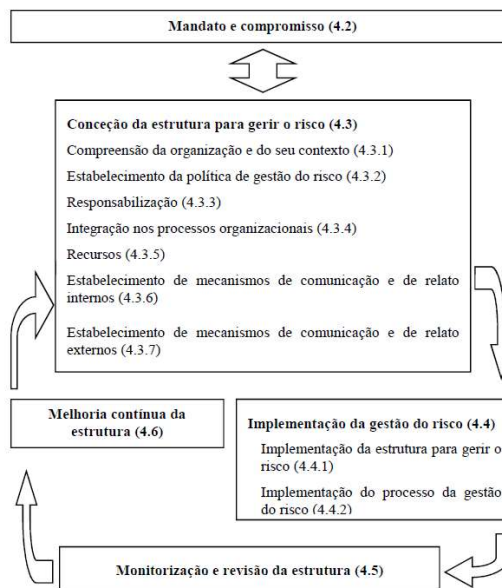 Mandato e compromisso (4.2)
Conceção da estrutura para gerir o risco (4.3)
Compreensão da organização e do seu contexto (4.3.1)
Estabelecimento da política de gestão do risco (4.3.2)
Responsabilização (4.3.3)
Integração nos processos organizacionais (4.3.4)
Recursos (4.3.5)
Estabelecimento de mecanismos de comunicação e de relato
internos (4.3.6)
Estabelecimento de mecanismos de comunicação e de relato
externos (4.3.7)
Melhoria contínua da
estrutura (4.6)
Implementação da gestão do risco (4.4)
Implementação da estrutura para gerir o
risco (4.4.1)
Implementação do processo da gestão
do risco (4.4.2)
Monitorização e revisão da estrutura (4.5)